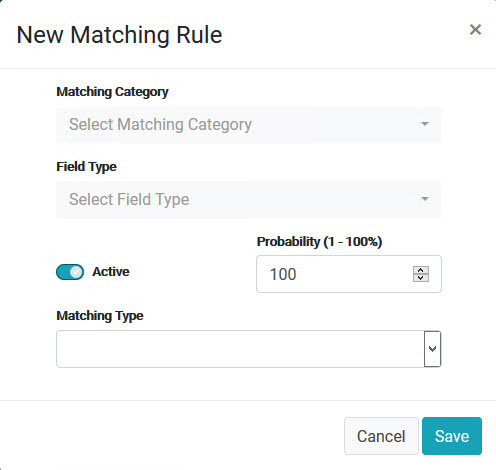 New Matching Rule
×
Matching Category
Select Matching Category
Field Type
Select Field Type
Probability (1 - 100%)
Active
100
Matching Type
Cancel
Save